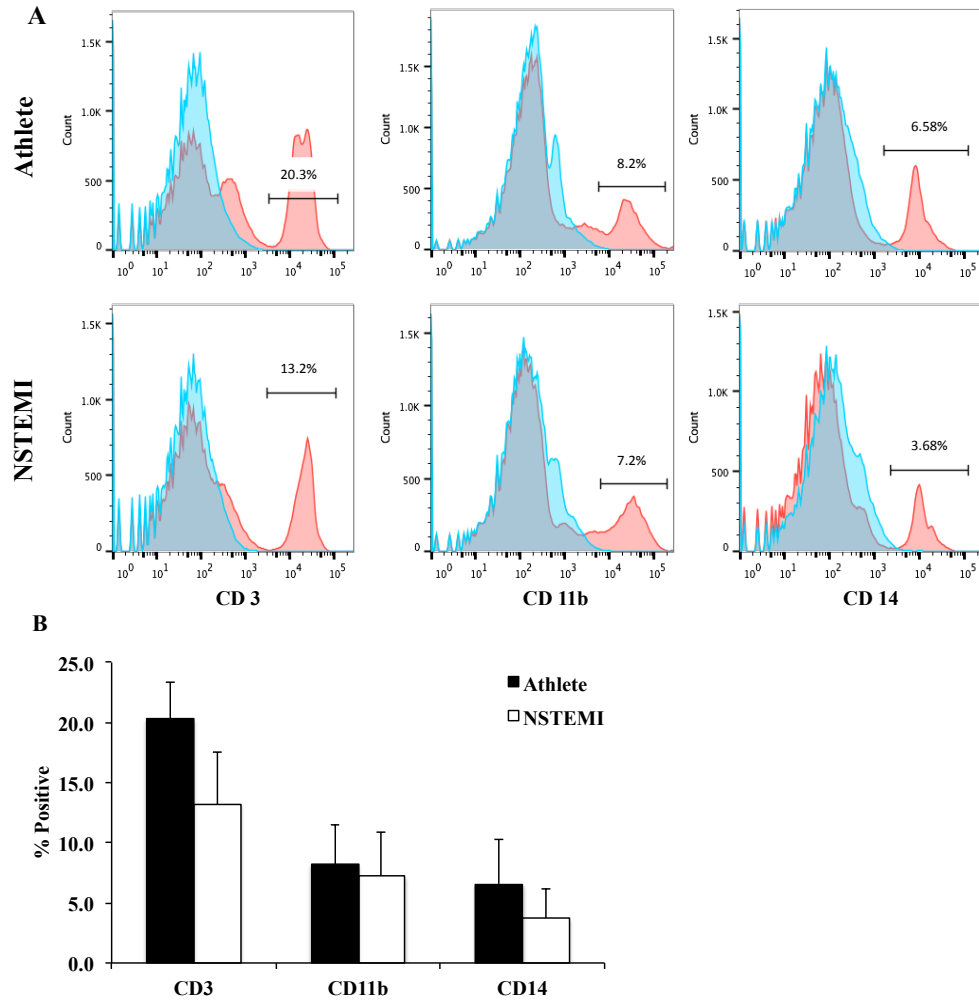 A
Athlete
Count
1.5K
1.0K
500
0
20.3%
10^0 10^1 10^2 10^3 10^4 10^5
Count
1.5K
1.0K
500
0
8.2%
10^0 10^1 10^2 10^3 10^4 10^5
Count
1.5K
1.0K
500
0
6.58%
10^0 10^1 10^2 10^3 10^4 10^5
NSTEMI
Count
1.5K
1.0K
500
0
13.2%
10^0 10^1 10^2 10^3 10^4 10^5
CD 3
Count
1.5K
1.0K
500
0
7.2%
10^0 10^1 10^2 10^3 10^4 10^5
CD 11b
Count
1.5K
1.0K
500
0
3.68%
10^0 10^1 10^2 10^3 10^4 10^5
CD 14
B
% Positive
25.0
20.0
15.0
10.0
5.0
0.0
Athlete
NSTEMI
CD3 CD11b CD14